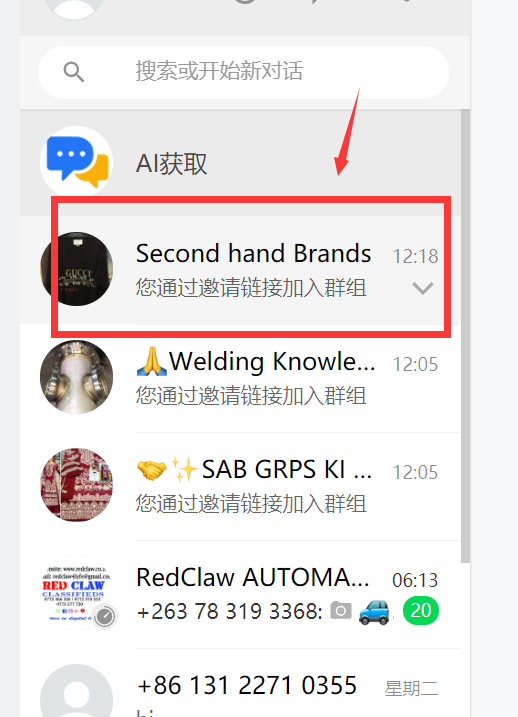 搜索或开始新对话
AI获取
Second hand Brands 12:18
GUCCI
您通过邀请链接加入群组
🙏Welding Knowle... 12:05
您通过邀请链接加入群组
🤝✨SAB GRPS KI ... 12:05
您通过邀请链接加入群组
RedClaw AUTOMA... 06:13
RED CLAW
CLASSIFIEDS
+263 78 319 3368: 📷 🚙 20
+86 131 2271 0355 星期二